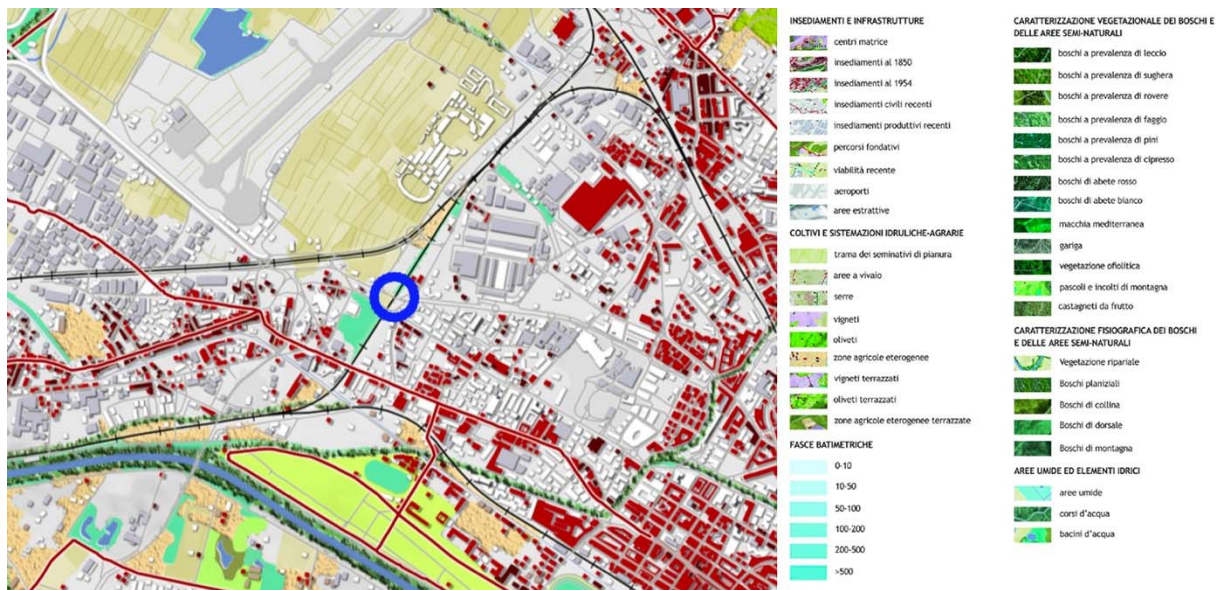 INSEDIAMENTI E INFRASTRUTTURE
centri matrice
insediamenti al 1850
insediamenti al 1954
insediamenti civili recenti
insediamenti produttivi recenti
percorsi fondativi
viabilità recente
aeroporti
aree estrattive
COLTIVI E SISTEMAZIONI IDRULICHE-AGRARIE
trama dei seminativi di pianura
aree a vivaio
serre
vigneti
oliveti
zone agricole eterogenee
vigneti terrazzati
oliveti terrazzati
zone agricole eterogenee terrazzate
FASCE BATIMETRICHE
0-10
10-50
50-100
100-200
200-500
>500
CARATTERIZZAZIONE VEGETAZIONALE DEI BOSCHI E
DELLE AREE SEMI-NATURALI
boschi a prevalenza di leccio
boschi a prevalenza di sughera
boschi a prevalenza di rovere
boschi a prevalenza di faggio
boschi a prevalenza di pini
boschi a prevalenza di cipresso
boschi di abete rosso
boschi di abete bianco
macchia mediterranea
gariga
vegetazione ofiolitica
pascoli e incolti di montagna
castagneti da frutto
CARATTERIZZAZIONE FISIOGRAFICA DEI BOSCHI
E DELLE AREE SEMI-NATURALI
Vegetazione ripariale
Boschi planiziali
Boschi di collina
Boschi di dorsale
Boschi di montagna
AREE UMIDE ED ELEMENTI IDRICI
aree umide
corsi d'acqua
bacini d'acqua